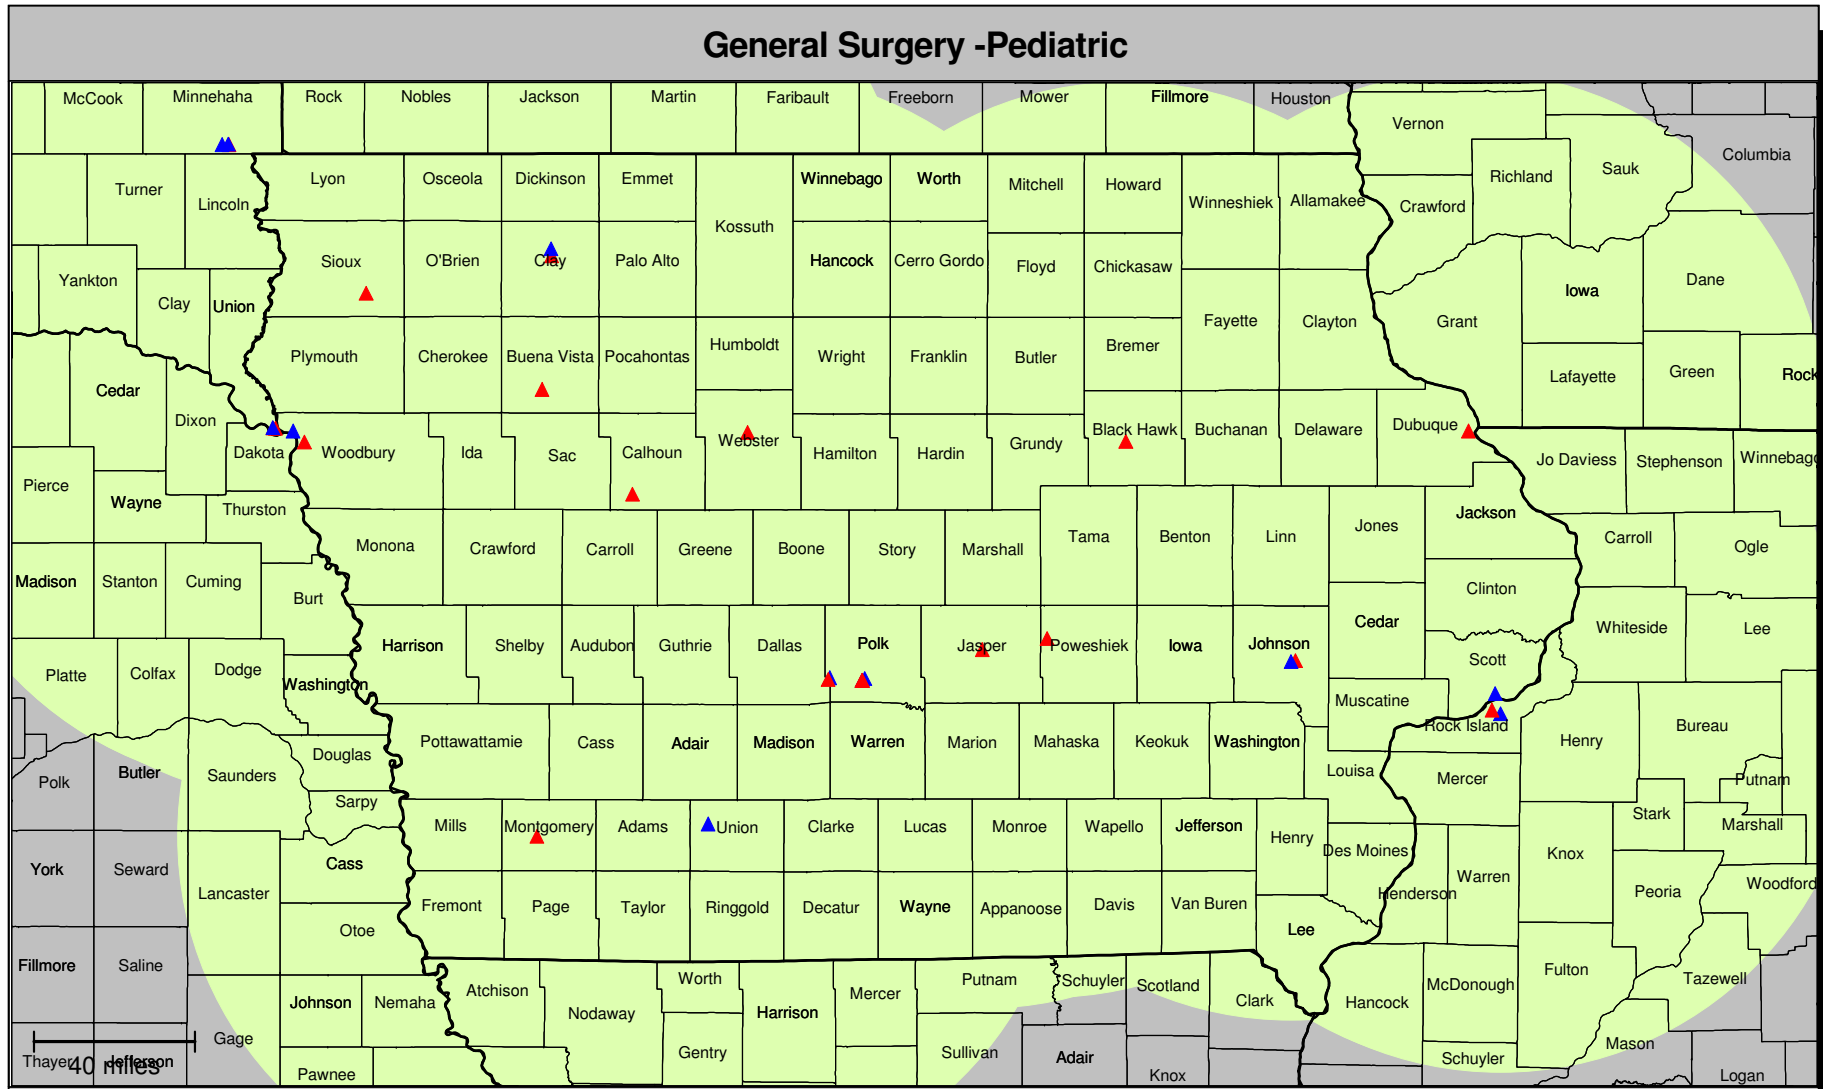 General Surgery -Pediatric
McCook Minnehaha Rock Nobles Jackson Martin Faribault Freeborn Mower Fillmore Houston
Vernon
Columbia
Sauk
Richland
Turner Lincoln Lyon Osceola Dickinson Emmet Winnebago Worth Mitchell Howard Winneshiek Allamakee Crawford
Kossuth
Yankton Clay Union Sioux O'Brien Clay Palo Alto Hancock Cerro Gordo Floyd Chickasaw Iowa Dane
Fayette Clayton Grant
Plymouth Cherokee Buena Vista Pocahontas Humboldt Wright Franklin Butler Bremer Lafayette Green Rock
Cedar Dixon
Dakota Woodbury Ida Sac Calhoun Webster Hamilton Hardin Grundy Black Hawk Buchanan Delaware Dubuque Jo Daviess Stephenson Winnebago
Pierce Wayne Thurston
Jackson
Monona Crawford Carroll Greene Boone Story Marshall Tama Benton Linn Jones Carroll Ogle
Madison Stanton Cuming Burt Clinton
Harrison Shelby Audubon Guthrie Dallas Polk Jasper Poweshiek Iowa Johnson Cedar Whiteside Lee
Scott
Platte Colfax Dodge Washington Muscatine Rock Island Henry Bureau
Pottawattamie Cass Adair Madison Warren Marion Mahaska Keokuk Washington
Polk Butler Saunders Douglas Louisa Mercer Putnam
Sarpy
Mills Montgomery Adams Union Clarke Lucas Monroe Wapello Jefferson Henry Des Moines Stark Marshall
York Seward Lancaster Cass Knox Warren Henderson Peoria Woodford
Fremont Page Taylor Ringgold Decatur Wayne Appanoose Davis Van Buren Lee
Otoe
Fillmore Saline Fulton Tazewell
Johnson Nemaha Atchison Nodaway Worth Harrison Mercer Putnam Schuyler Scotland Clark Hancock McDonough
Gage Gentry Sullivan Adair Schuyler Mason
Thayer Jefferson
40 miles
Pawnee Knox Logan